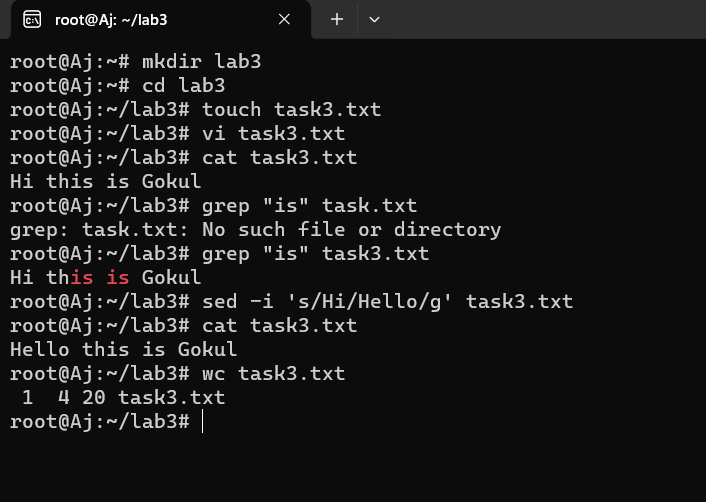 root@Aj: ~/lab3
root@Aj:~# mkdir lab3
root@Aj:~# cd lab3
root@Aj:~/lab3# touch task3.txt
root@Aj:~/lab3# vi task3.txt
root@Aj:~/lab3# cat task3.txt
Hi this is Gokul
root@Aj:~/lab3# grep "is" task.txt
grep: task.txt: No such file or directory
root@Aj:~/lab3# grep "is" task3.txt
Hi this is Gokul
root@Aj:~/lab3# sed -i 's/Hi/Hello/g' task3.txt
root@Aj:~/lab3# cat task3.txt
Hello this is Gokul
root@Aj:~/lab3# wc task3.txt
 1  4 20 task3.txt
root@Aj:~/lab3#